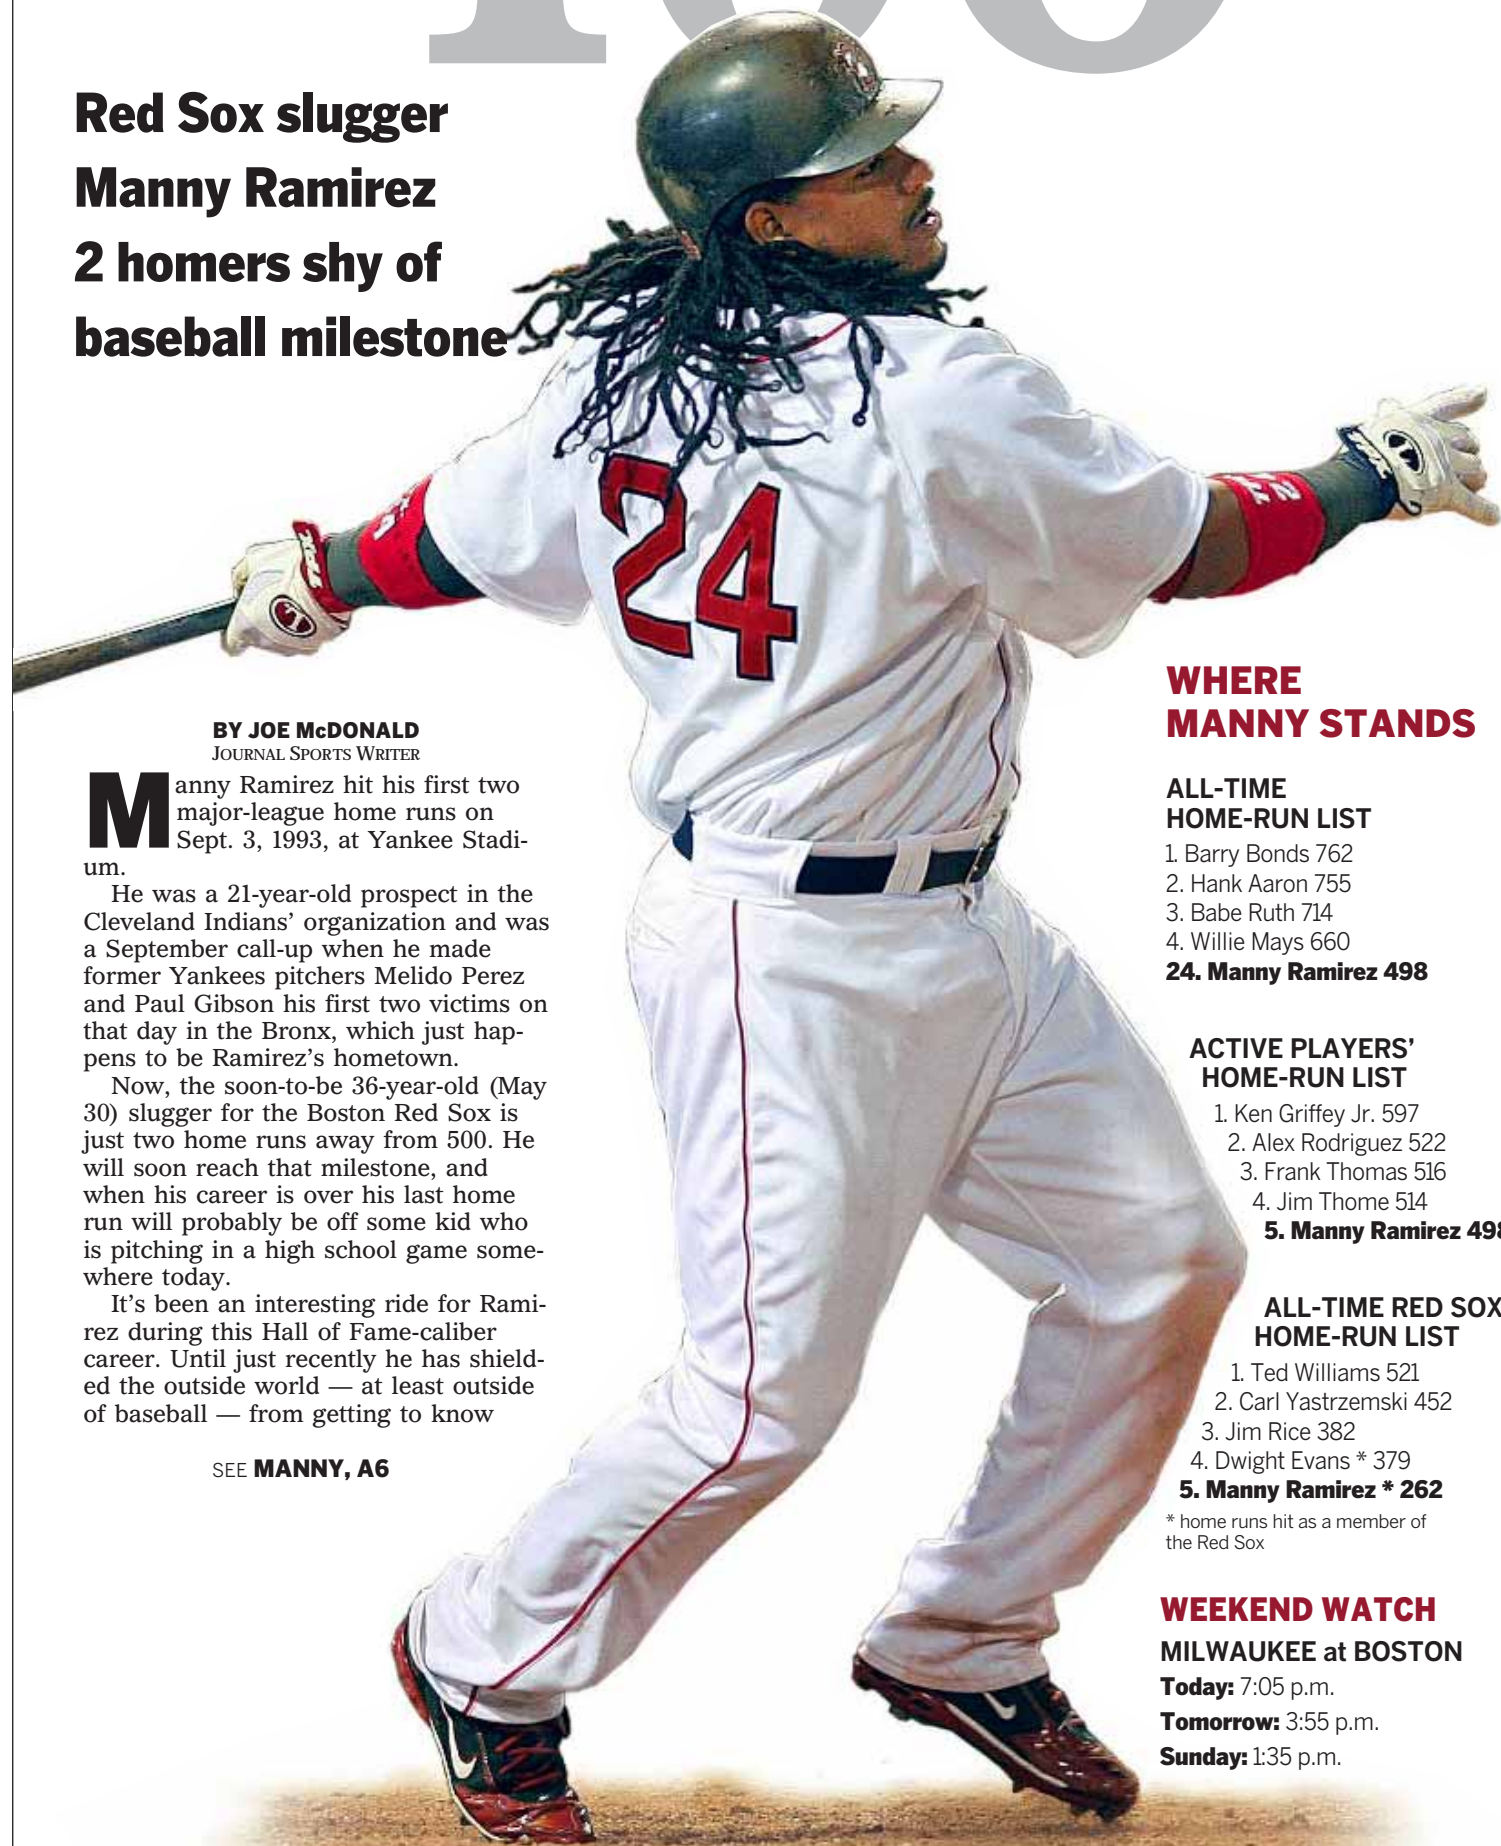 Red Sox slugger
Manny Ramirez
2 homers shy of
baseball milestone
24
BY JOE McDONALD
JOURNAL SPORTS WRITER
Manny Ramirez hit his first two
major-league home runs on
Sept. 3, 1993, at Yankee Stadi-
um.
He was a 21-year-old prospect in the
Cleveland Indians' organization and was
a September call-up when he made
former Yankees pitchers Melido Perez
and Paul Gibson his first two victims on
that day in the Bronx, which just hap-
pens to be Ramirez's hometown.
Now, the soon-to-be 36-year-old (May
30) slugger for the Boston Red Sox is
just two home runs away from 500. He
will soon reach that milestone, and
when his career is over his last home
run will probably be off some kid who
is pitching in a high school game some-
where today.
It's been an interesting ride for Rami-
rez during this Hall of Fame-caliber
career. Until just recently he has shield-
ed the outside world — at least outside
of baseball — from getting to know
SEE MANNY, A6
WHERE
MANNY STANDS
ALL-TIME
HOME-RUN LIST
1. Barry Bonds 762
2. Hank Aaron 755
3. Babe Ruth 714
4. Willie Mays 660
24. Manny Ramirez 498
ACTIVE PLAYERS'
HOME-RUN LIST
1. Ken Griffey Jr. 597
2. Alex Rodriguez 522
3. Frank Thomas 516
4. Jim Thome 514
5. Manny Ramirez 498
ALL-TIME RED SOX
HOME-RUN LIST
1. Ted Williams 521
2. Carl Yastrzemski 452
3. Jim Rice 382
4. Dwight Evans * 379
5. Manny Ramirez * 262
* home runs hit as a member of
the Red Sox
WEEKEND WATCH
MILWAUKEE at BOSTON
Today: 7:05 p.m.
Tomorrow: 3:55 p.m.
Sunday: 1:35 p.m.